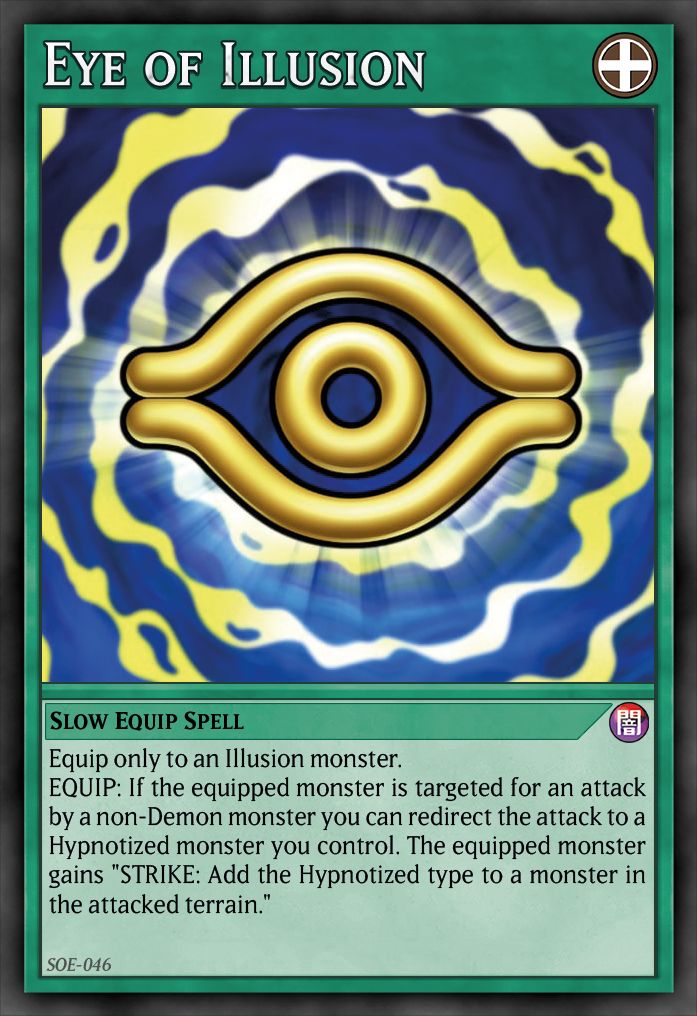 Eye of Illusion
Slow Equip Spell
闇
Equip only to an Illusion monster.
EQUIP: If the equipped monster is targeted for an attack
by a non-Demon monster you can redirect the attack to a
Hypnotized monster you control. The equipped monster
gains "STRIKE: Add the Hypnotized type to a monster in
the attacked terrain."
SOE-046